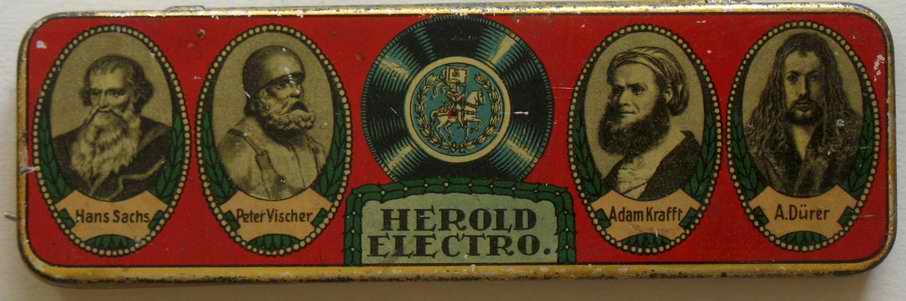 Hans Sachs
Peter Vischer
HEROLD
ELECTRO.
Adam Krafft
A. Dürer